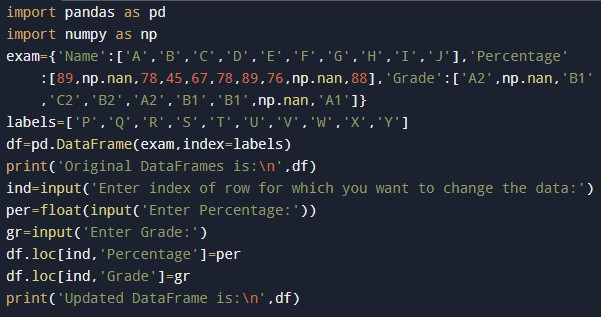 import pandas as pd
import numpy as np
exam={'Name':['A','B','C','D','E','F','G','H','I','J'],'Percentage'
:[89,np.nan,78,45,67,78,89,76,np.nan,88],'Grade':['A2',np.nan,'B1'
,'C2','B2','A2','B1','B1',np.nan,'A1']}
labels=['P','Q','R','S','T','U','V','W','X','Y']
df=pd.DataFrame(exam,index=labels)
print('Original DataFrames is:\n',df)
ind=input('Enter index of row for which you want to change the data:')
per=float(input('Enter Percentage:'))
gr=input('Enter Grade:')
df.loc[ind,'Percentage']=per
df.loc[ind,'Grade']=gr
print('Updated DataFrame is:\n',df)